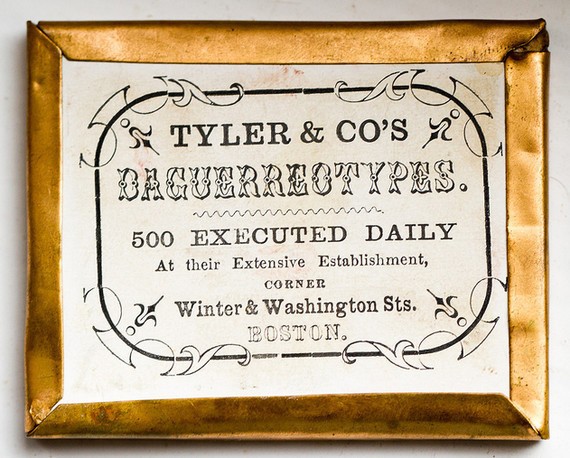 TYLER & CO'S
DAGUERREOTYPES.
500 EXECUTED DAILY
At their Extensive Establishment,
CORNER
Winter & Washington Sts.
BOSTON.